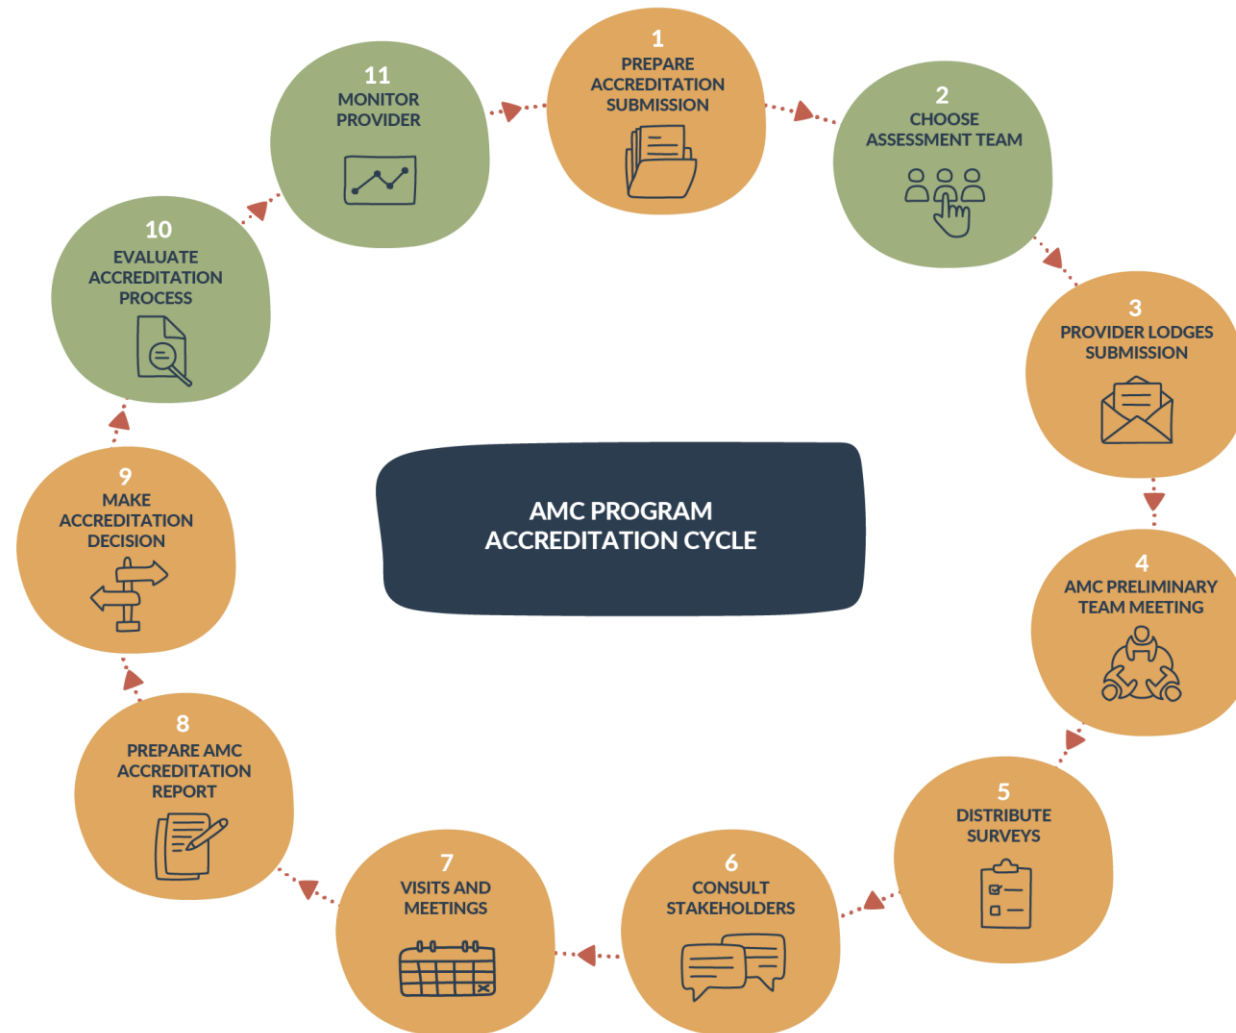 1
PREPARE
ACCREDITATION
SUBMISSION
2
CHOOSE
ASSESSMENT TEAM
3
PROVIDER LODGES
SUBMISSION
4
AMC PRELIMINARY
TEAM MEETING
5
DISTRIBUTE
SURVEYS
6
CONSULT
STAKEHOLDERS
7
VISITS AND
MEETINGS
8
PREPARE AMC
ACCREDITATION
REPORT
9
MAKE
ACCREDITATION
DECISION
10
EVALUATE
ACCREDITATION
PROCESS
11
MONITOR
PROVIDER
AMC PROGRAM
ACCREDITATION CYCLE